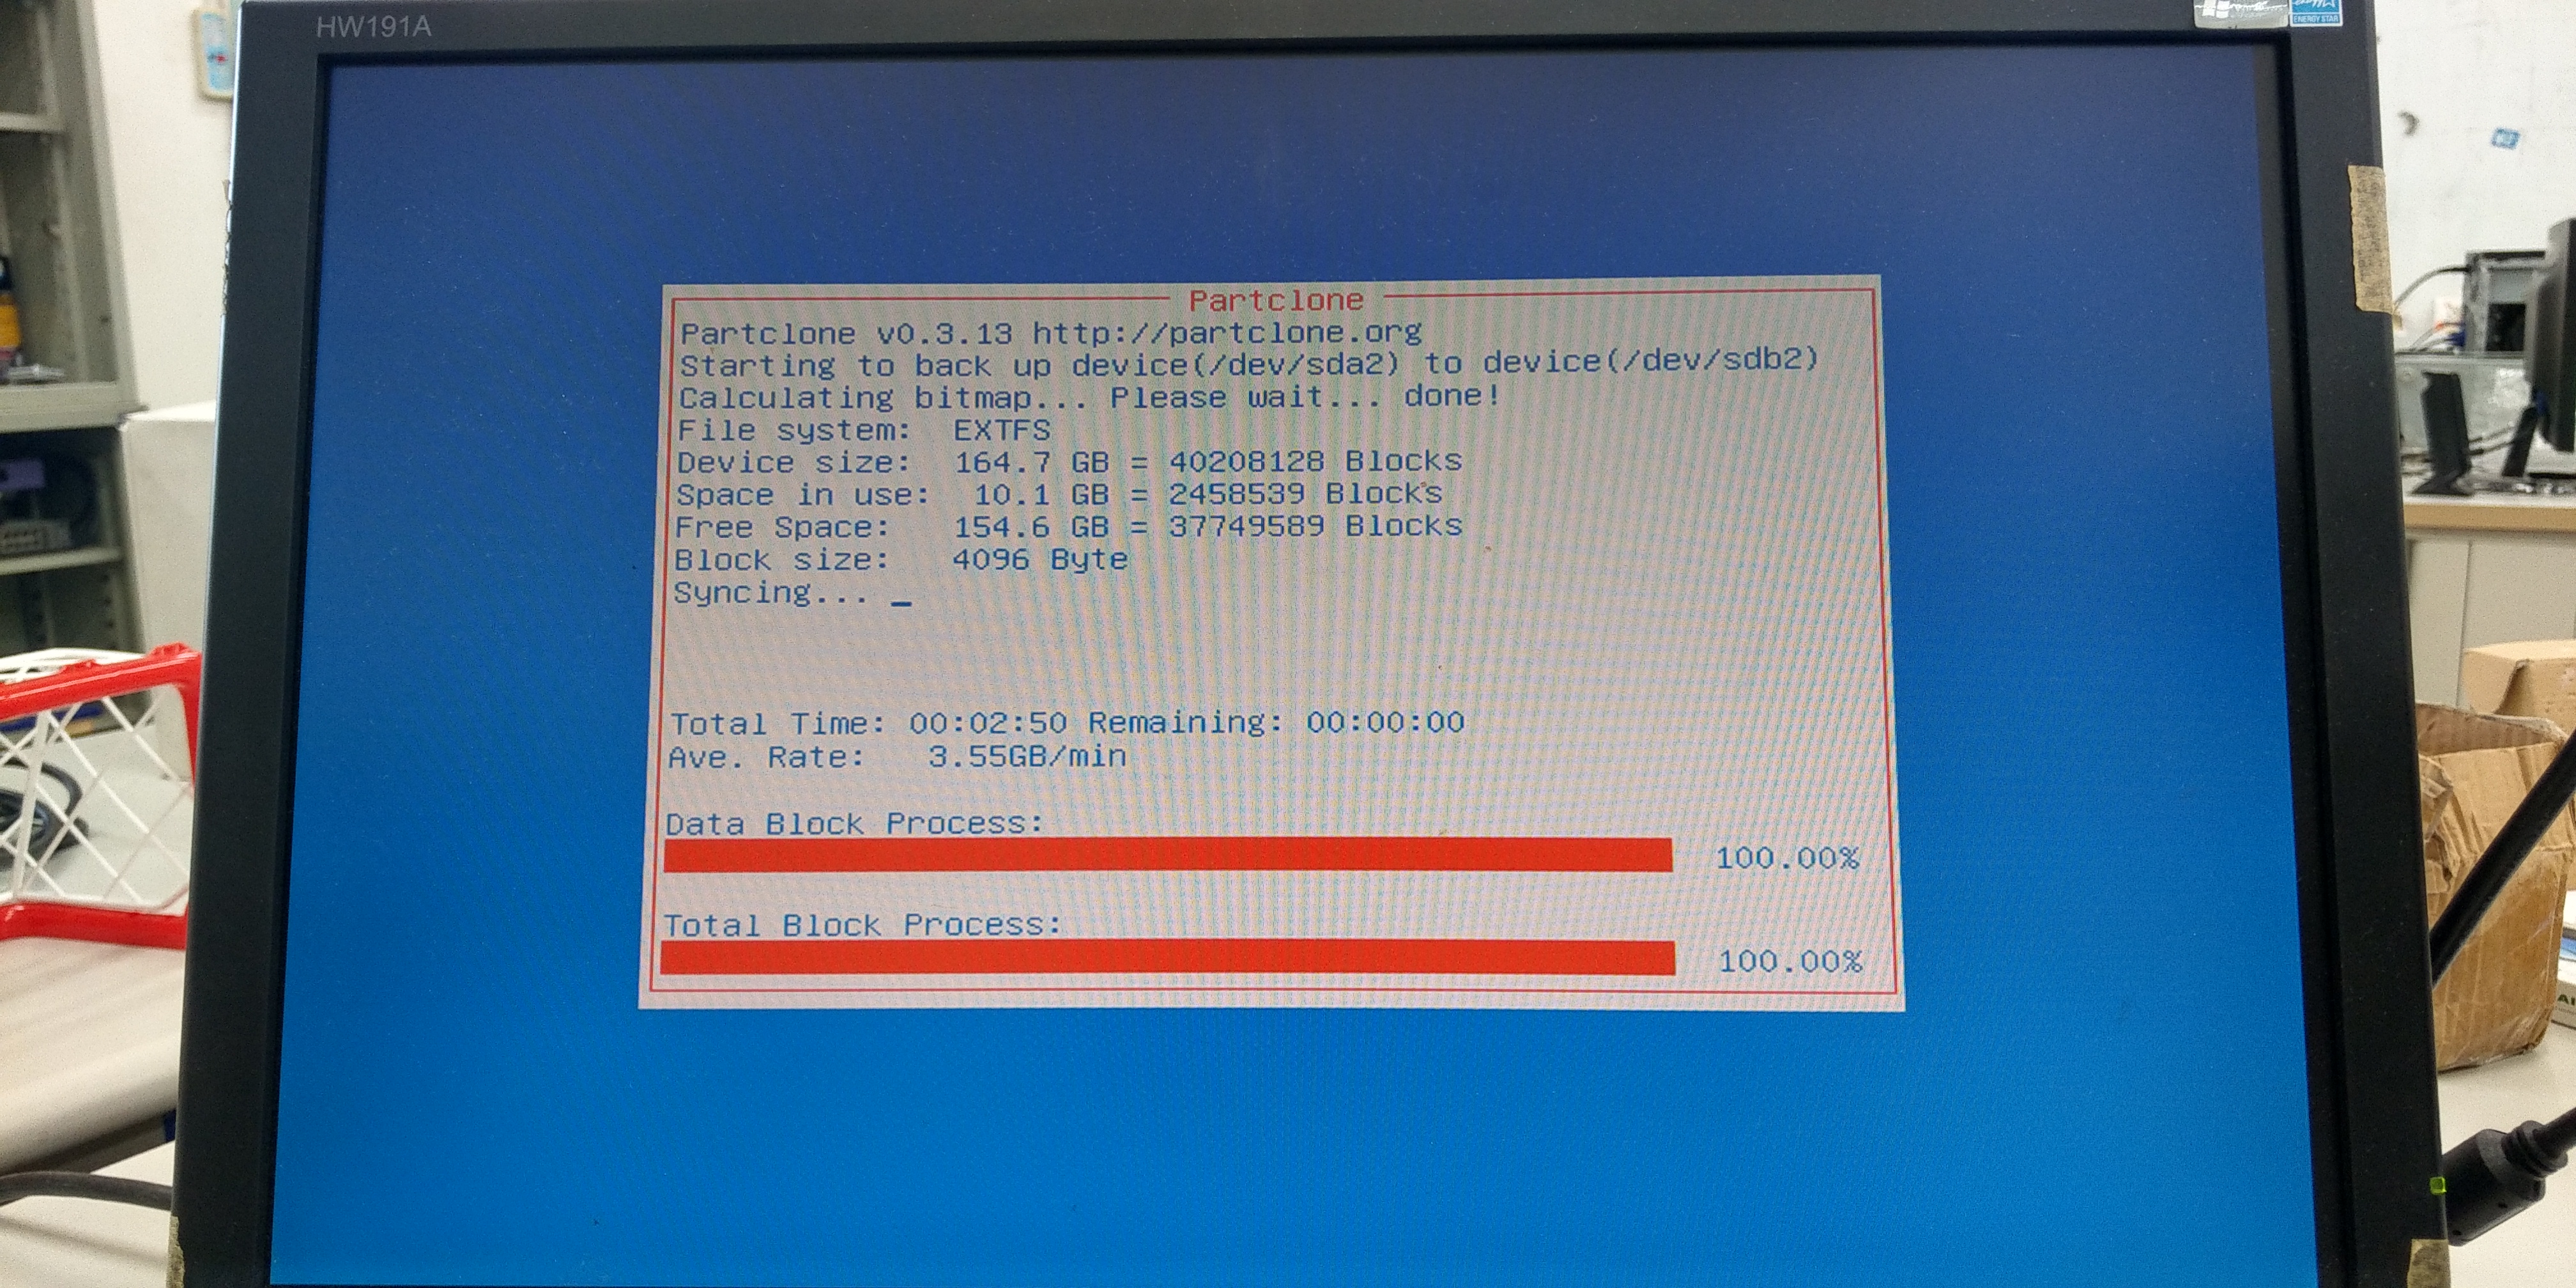 HW191A
ENERGY STAR
Partclone
Partclone v0.3.13 http://partclone.org
Starting to back up device(/dev/sda2) to device(/dev/sdb2)
Calculating bitmap... Please wait... done!
File system: EXTFS
Device size: 164.7 GB = 40208128 Blocks
Space in use: 10.1 GB = 2458539 Blocks
Free Space: 154.6 GB = 37749589 Blocks
Block size: 4096 Byte
Syncing... _
Total Time: 00:02:50 Remaining: 00:00:00
Ave. Rate: 3.55GB/min
Data Block Process:
100.00%
Total Block Process:
100.00%